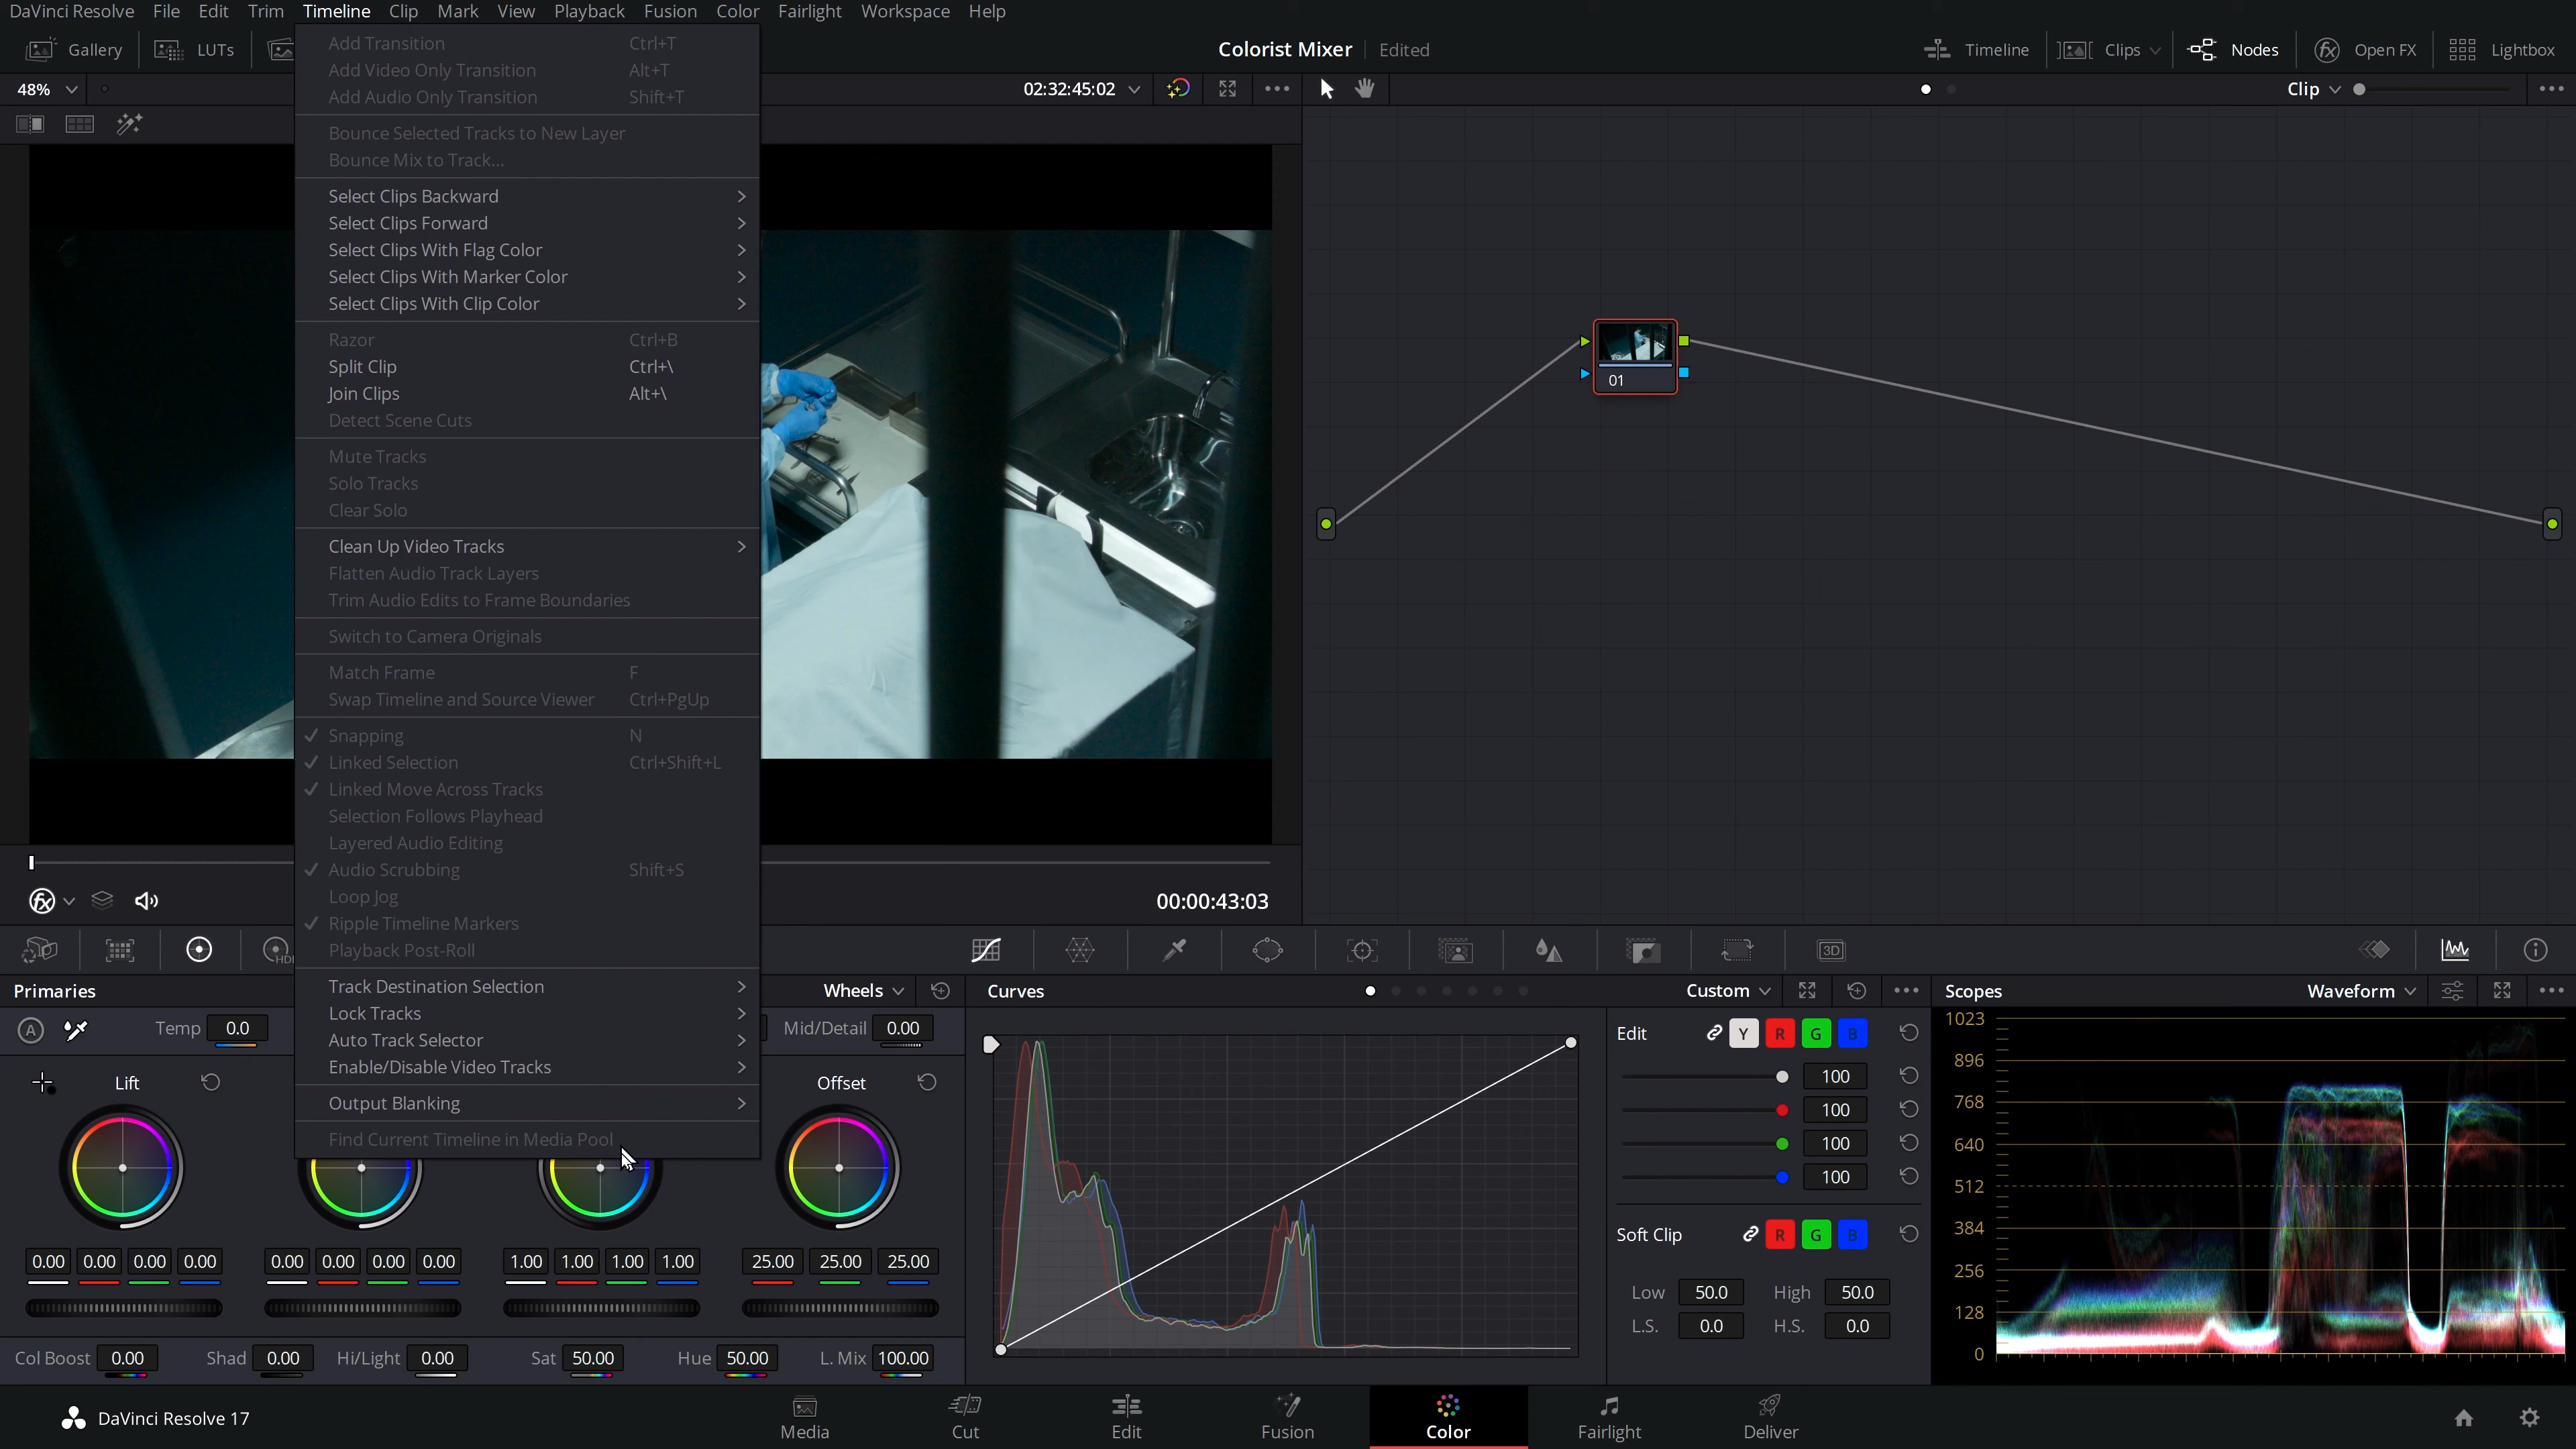 DaVinci Resolve File Edit Trim Timeline Clip Mark View Playback Fusion Color Fairlight Workspace Help
Gallery LUTs Colorist Mixer Edited Timeline Clips Nodes Open FX Lightbox
48% 02:32:45:02 Clip
Add Transition Ctrl+T
Add Video Only Transition Alt+T
Add Audio Only Transition Shift+T
Bounce Selected Tracks to New Layer
Bounce Mix to Track...
Select Clips Backward
Select Clips Forward
Select Clips With Flag Color
Select Clips With Marker Color
Select Clips With Clip Color
Razor Ctrl+B
Split Clip Ctrl+\
Join Clips Alt+\
Detect Scene Cuts
Mute Tracks
Solo Tracks
Clear Solo
Clean Up Video Tracks
Flatten Audio Track Layers
Trim Audio Edits to Frame Boundaries
Switch to Camera Originals
Match Frame F
Swap Timeline and Source Viewer Ctrl+PgUp
Snapping N
Linked Selection Ctrl+Shift+L
Linked Move Across Tracks
Selection Follows Playhead
Layered Audio Editing
Audio Scrubbing Shift+S
Loop Jog
Ripple Timeline Markers
Playback Post-Roll
Track Destination Selection
Lock Tracks
Auto Track Selector
Enable/Disable Video Tracks
Output Blanking
Find Current Timeline in Media Pool
01
00:00:43:03
HDR
3D
Primaries Wheels
A Temp 0.0 Mid/Detail 0.00
Lift Offset
0.00 0.00 0.00 0.00 0.00 0.00 0.00 0.00 1.00 1.00 1.00 1.00 25.00 25.00 25.00
Col Boost 0.00 Shad 0.00 Hi/Light 0.00 Sat 50.00 Hue 50.00 L. Mix 100.00
Curves Custom
Edit Y R G B
100
100
100
100
Soft Clip R G B
Low 50.0 High 50.0
L.S. 0.0 H.S. 0.0
Scopes Waveform
1023
896
768
640
512
384
256
128
0
DaVinci Resolve 17 Media Cut Edit Fusion Color Fairlight Deliver